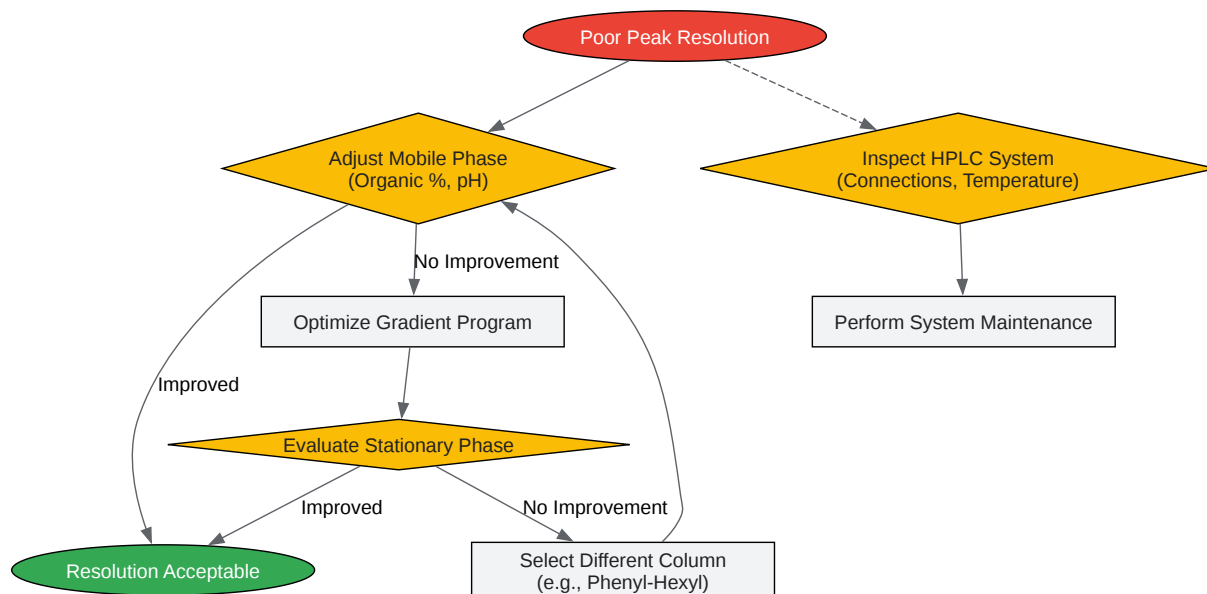 Poor Peak Resolution
Adjust Mobile Phase
(Organic %, pH)
Inspect HPLC System
(Connections, Temperature)
No Improvement
Optimize Gradient Program
Perform System Maintenance
Improved
Evaluate Stationary Phase
Improved
No Improvement
Resolution Acceptable
Select Different Column
(e.g., Phenyl-Hexyl)